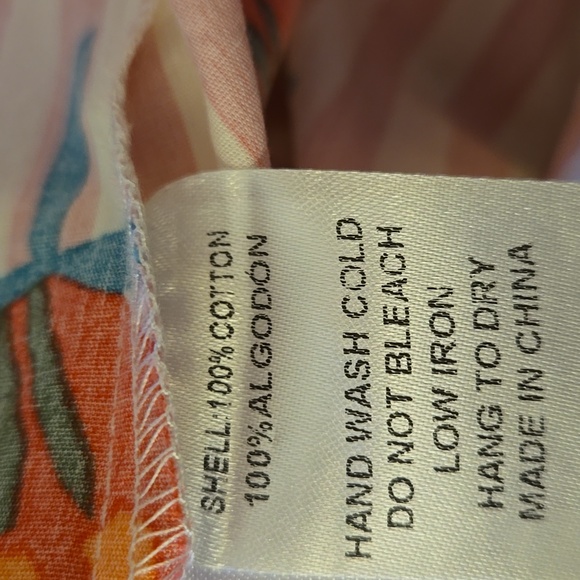 SHELL:100%COTTON
100%ALGODÓN
HAND WASH COLD
DO NOT BLEACH
LOW IRON
HANG TO DRY
MADE IN CHINA